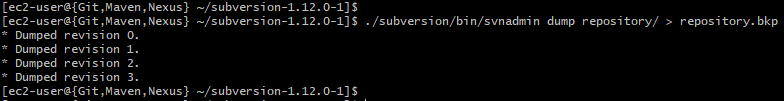 [ec2-user@{Git,Maven,Nexus} ~/subversion-1.12.0-1]$
[ec2-user@{Git,Maven,Nexus} ~/subversion-1.12.0-1]$ ./subversion/bin/svnadmin dump repository/ > repository.bkp
* Dumped revision 0.
* Dumped revision 1.
* Dumped revision 2.
* Dumped revision 3.
[ec2-user@{Git,Maven,Nexus} ~/subversion-1.12.0-1]$